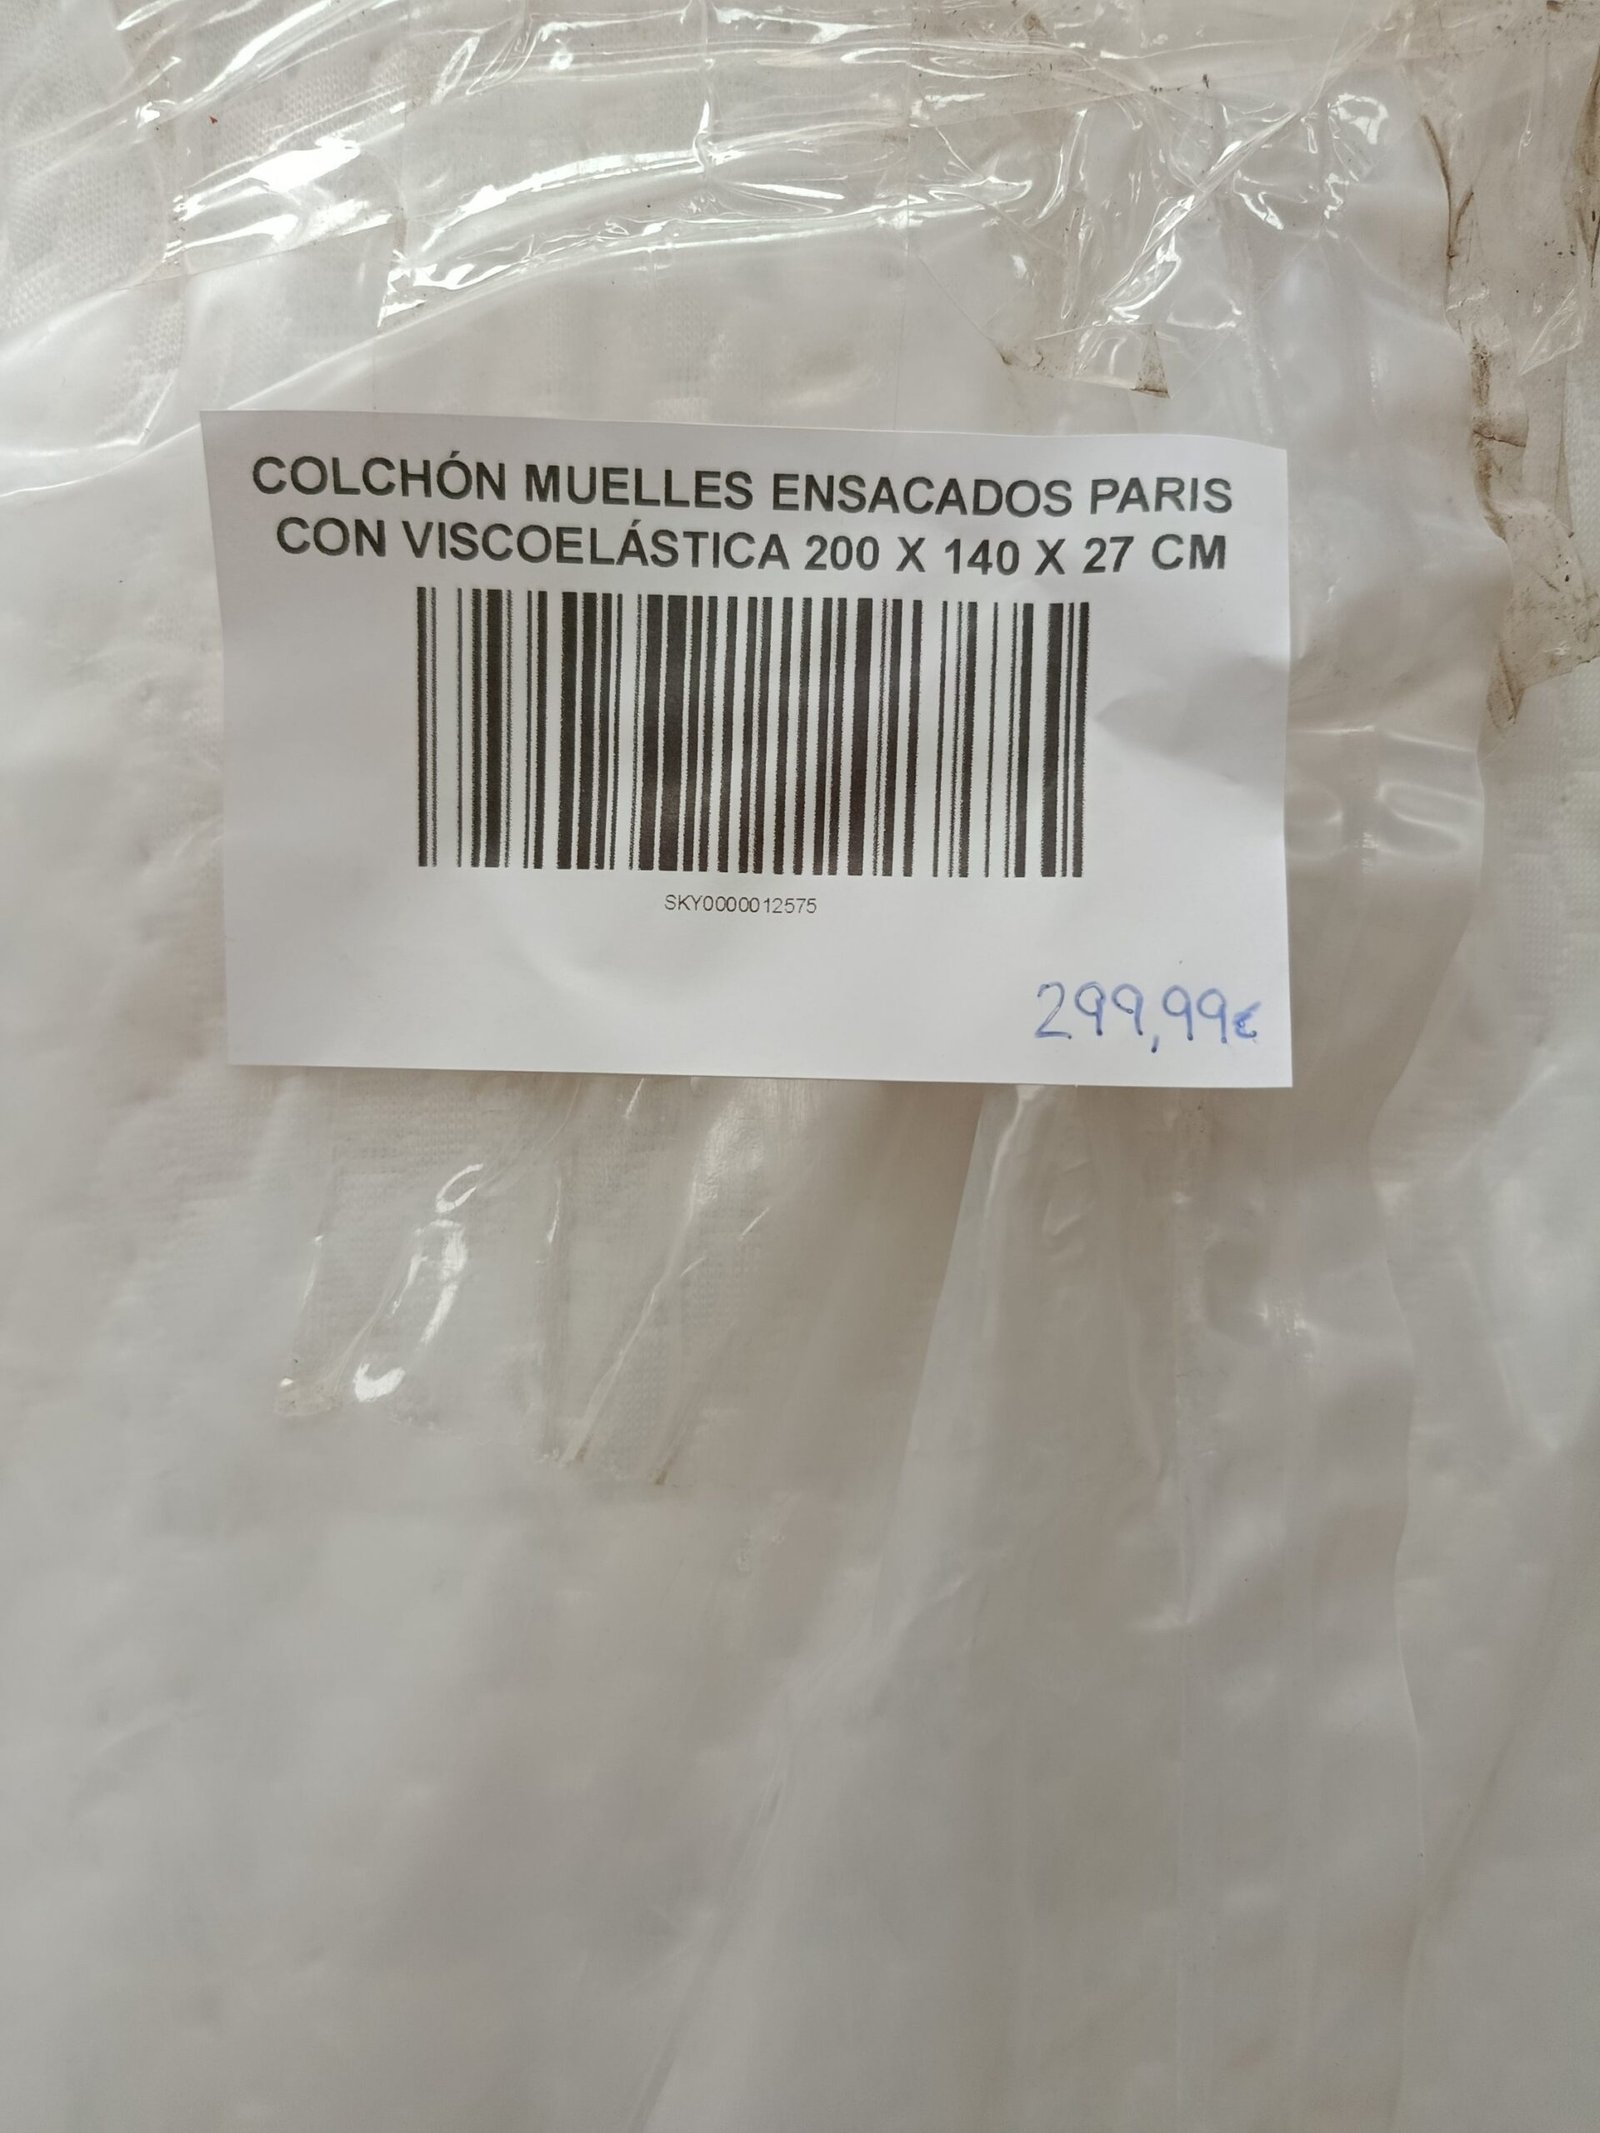 COLCHÓN MUELLES ENSACADOS PARIS
CON VISCOELÁSTICA 200 X 140 X 27 CM
SKY0000012575
299,99€